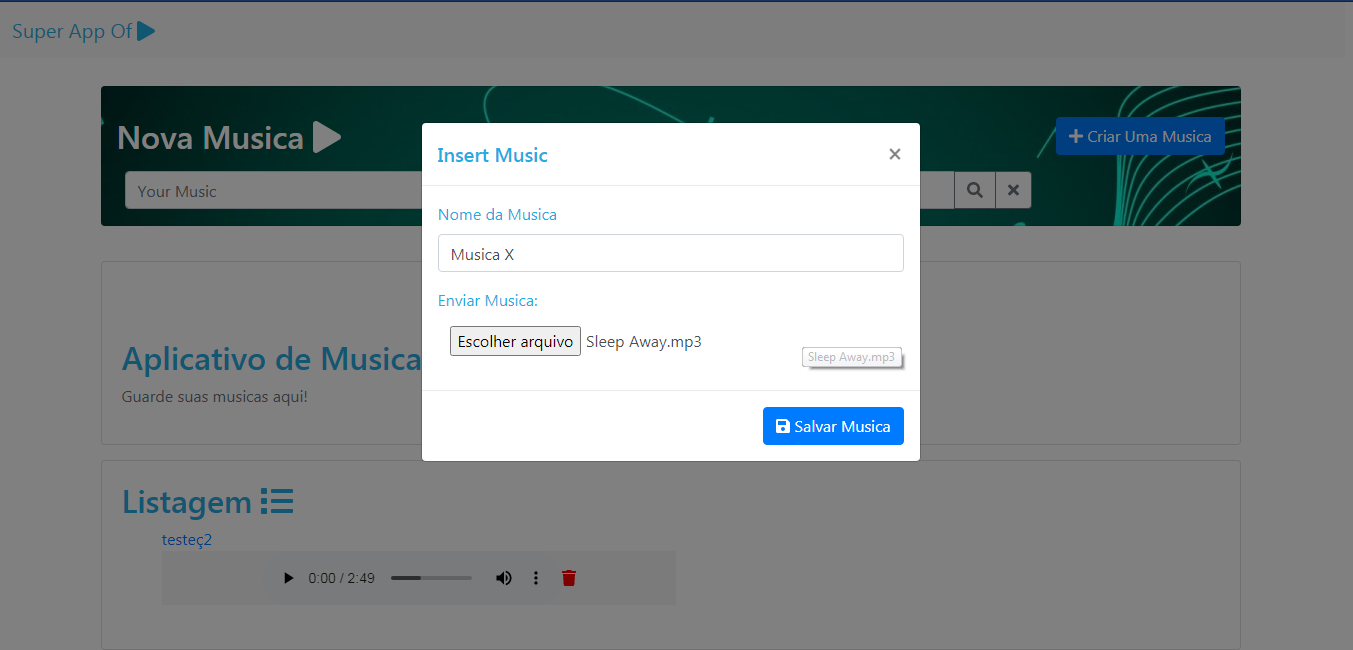 Super App Of
Nova Musica
Criar Uma Musica
Your Music
Insert Music
Nome da Musica
Musica X
Enviar Musica:
Escolher arquivo Sleep Away.mp3
Sleep Away.mp3
Salvar Musica
Aplicativo de Musica
Guarde suas musicas aqui!
Listagem
testeç2
0:00 / 2:49